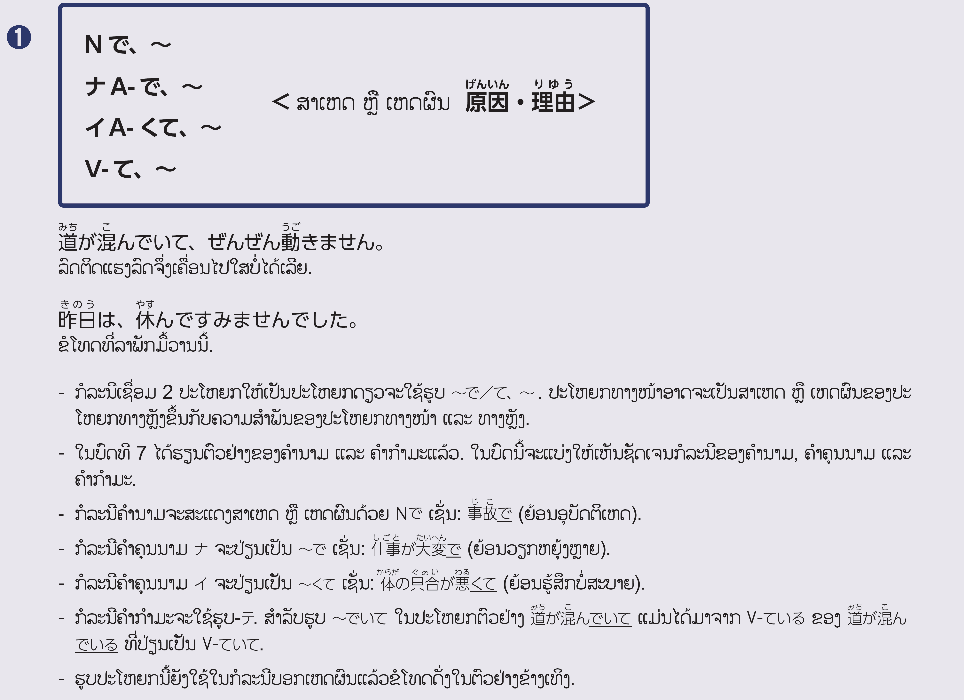 1
Nで、～
ナA-で、～
イA-くて、～
V-て、～
< ສາເຫດ ຫຼື ເຫດຜົນ 原因・理由>
げんいん りゆう
みち こ うご
道が混んでいて、ぜんぜん動きません。
ລົດຕິດແຮງລົດຈຶ່ງເຄື່ອນໄປໃສບໍ່ໄດ້ເລີຍ.
きのう やす
昨日は、休んですみませんでした。
ຂໍໂທດທີ່ລາພັກມື້ວານນີ້.
- ກໍລະນີເຊື່ອມ 2 ປະໂຫຍກໃຫ້ເປັນປະໂຫຍກດຽວຈະໃຊ້ຮູບ ～で／て、～. ປະໂຫຍກທາງໜ້າອາດຈະເປັນສາເຫດ ຫຼື ເຫດຜົນຂອງປະ
ໂຫຍກທາງຫຼັງຂຶ້ນກັບຄວາມສຳພັນຂອງປະໂຫຍກທາງໜ້າ ແລະ ທາງຫຼັງ.
- ໃນບົດທີ 7 ໄດ້ຮຽນຕົວຢ່າງຂອງຄຳນາມ ແລະ ຄຳກຳມະແລ້ວ. ໃນບົດນີ້ຈະແບ່ງໃຫ້ເຫັນຊັດເຈນກໍລະນີຂອງຄຳນາມ, ຄຳຄຸນນາມ ແລະ
ຄຳກຳມະ.
- ກໍລະນີຄຳນາມຈະສະແດງສາເຫດ ຫຼື ເຫດຜົນດ້ວຍ Nで ເຊັ່ນ: 事故で (ຍ້ອນອຸບັດຕິເຫດ).
じ こ
- ກໍລະນີຄຳຄຸນນາມ ナ ຈະປ່ຽນເປັນ ～で ເຊັ່ນ: 仕事が大変で (ຍ້ອນວຽກຫຍຸ້ງຫຼາຍ).
しごと たいへん
- ກໍລະນີຄຳຄຸນນາມ イ ຈະປ່ຽນເປັນ ～くて ເຊັ່ນ: 体の具合が悪くて (ຍ້ອນຮູ້ສຶກບໍ່ສະບາຍ).
からだ ぐあい わる
- ກໍລະນີຄຳກຳມະຈະໃຊ້ຮູບ-テ. ສຳລັບຮູບ ～でいて ໃນປະໂຫຍກຕົວຢ່າງ 道が混んでいて ແມ່ນໄດ້ມາຈາກ V-ている ຂອງ 道が混ん
みち こ みち こ
でいる ທີ່ປ່ຽນເປັນ V-ていて.
- ຮູບປະໂຫຍກນີ້ຍັງໃຊ້ໃນກໍລະນີບອກເຫດຜົນແລ້ວຂໍໂທດດັ່ງໃນຕົວຢ່າງຂ້າງເທິງ.